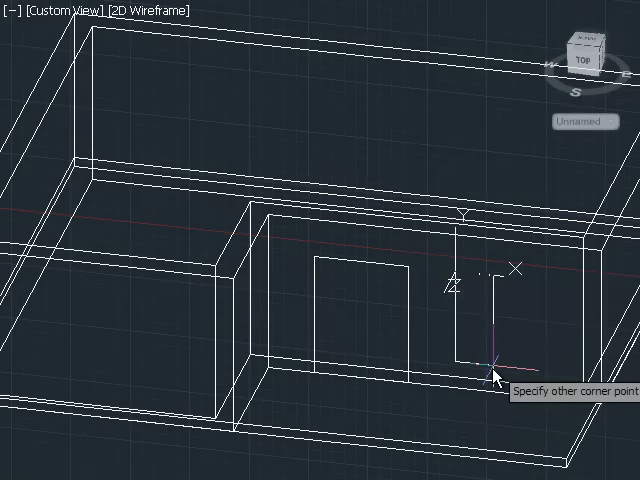 [−] [Custom View] [2D Wireframe]
TOP
W
E
S
Unnamed
Y
X
Z
Specify other corner point